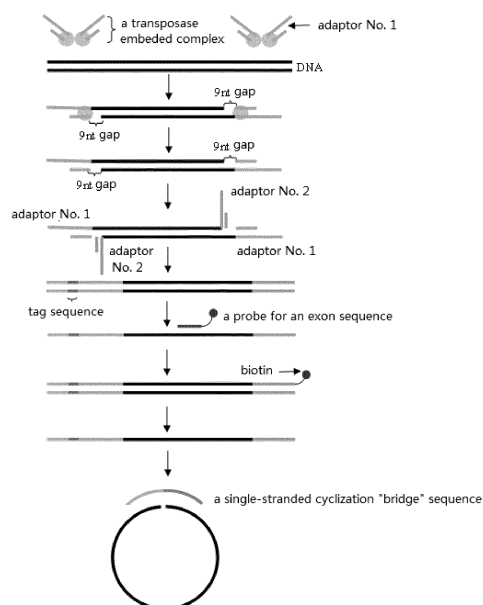 a transposase
embeded complex
adaptor No. 1
DNA
9nt gap
9nt gap
9nt gap
9nt gap
adaptor No. 2
adaptor No. 1
adaptor
No. 2
adaptor No. 1
tag sequence
a probe for an exon sequence
biotin
a single-stranded cyclization "bridge" sequence